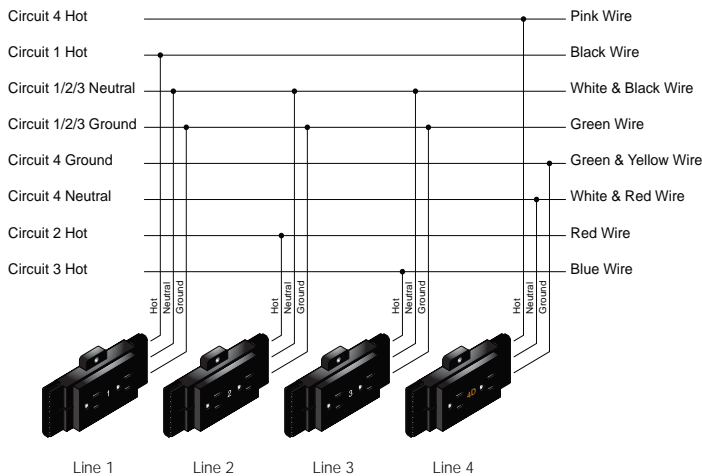 Circuit 4 Hot Pink Wire
Circuit 1 Hot Black Wire
Circuit 1/2/3 Neutral White & Black Wire
Circuit 1/2/3 Ground Green Wire
Circuit 4 Ground Green & Yellow Wire
Circuit 4 Neutral White & Red Wire
Circuit 2 Hot Red Wire
Circuit 3 Hot Blue Wire
Hot Neutral Ground Hot Neutral Ground Hot Neutral Ground Hot Neutral Ground
1 2 3 4D
Line 1 Line 2 Line 3 Line 4